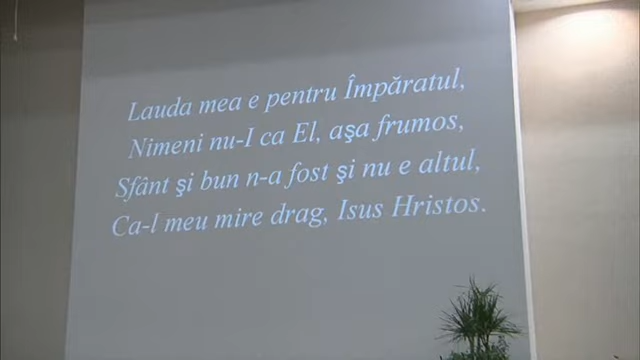 Lauda mea e pentru Împăratul,
Nimeni nu-I ca El, aşa frumos,
Sfânt şi bun n-a fost şi nu e altul,
Ca-l meu mire drag, Isus Hristos.